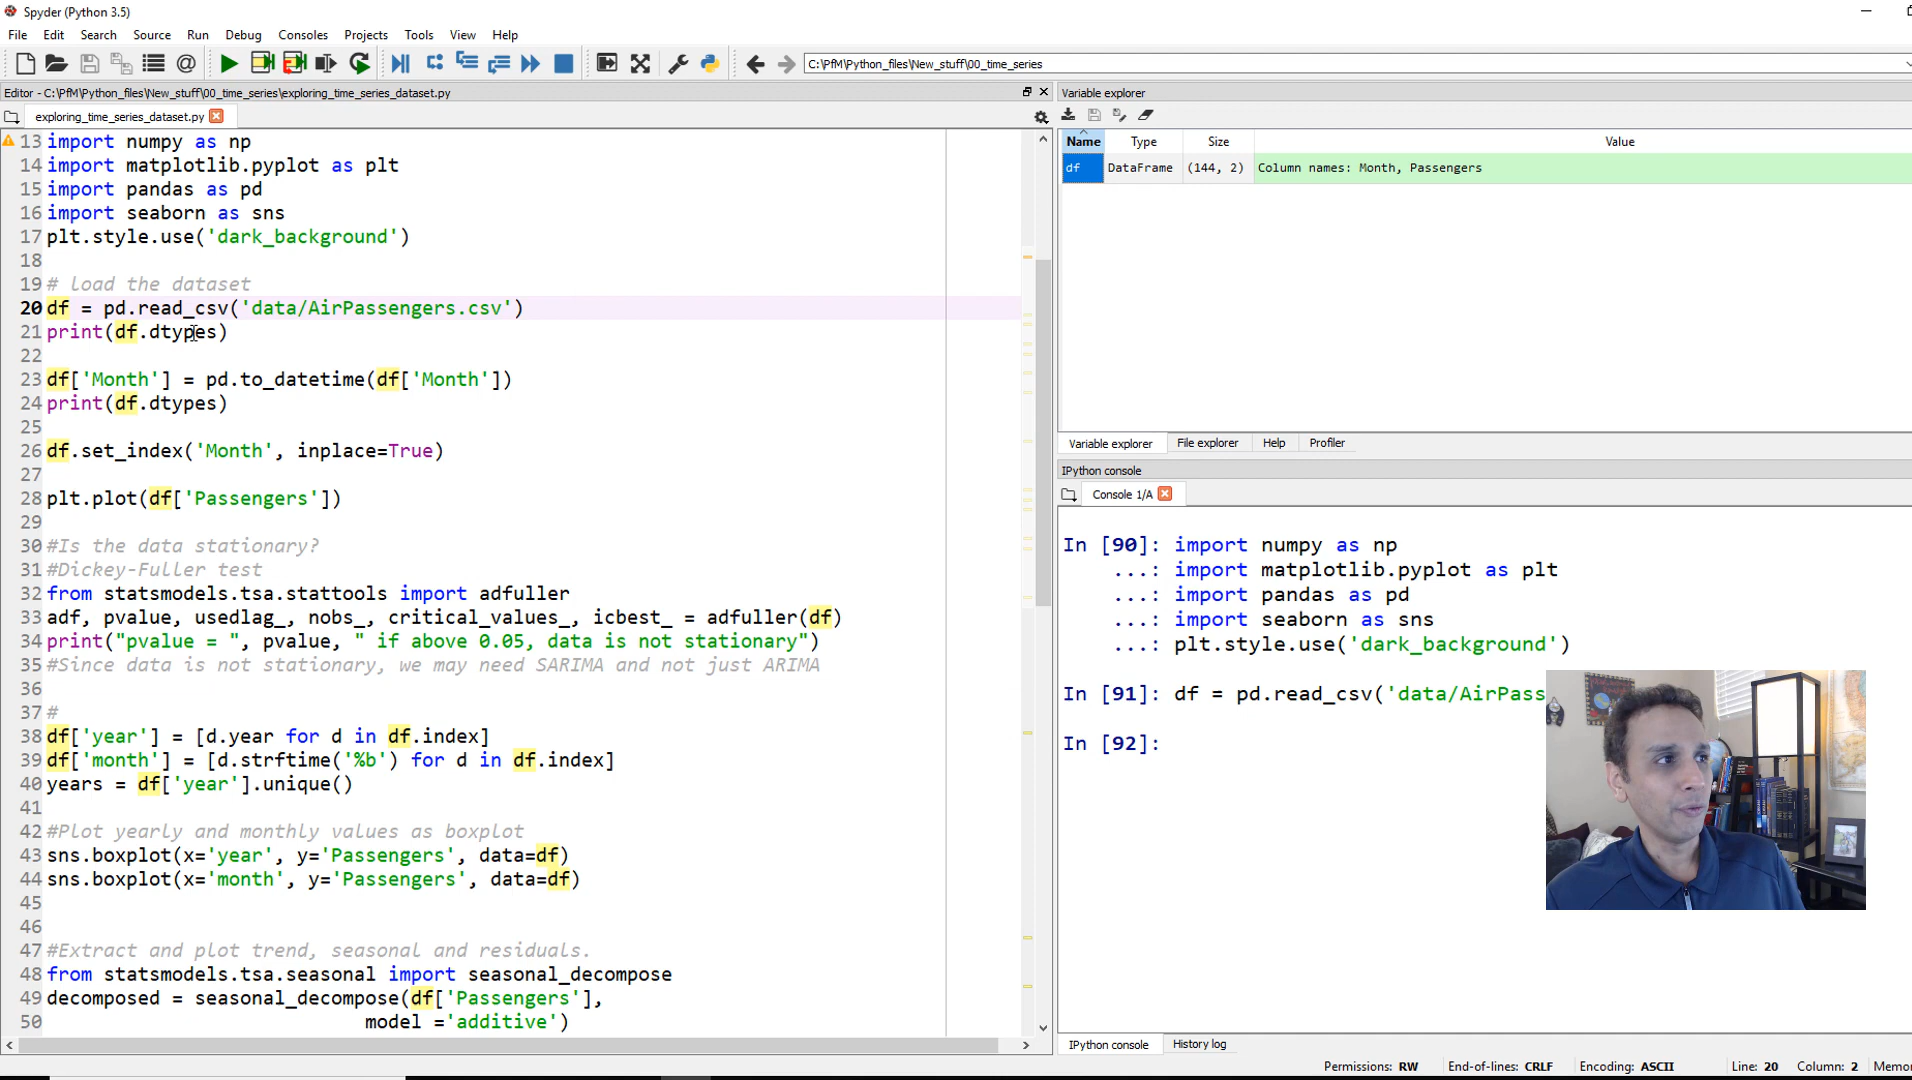 Spyder (Python 3.5)
File Edit Search Source Run Debug Consoles Projects Tools View Help
C:\PfM\Python_files\New_stuff\00_time_series
Editor - C:\PfM\Python_files\New_stuff\00_time_series\exploring_time_series_dataset.py
exploring_time_series_dataset.py
13 import numpy as np
14 import matplotlib.pyplot as plt
15 import pandas as pd
16 import seaborn as sns
17 plt.style.use('dark_background')
18
19 # load the dataset
20 df = pd.read_csv('data/AirPassengers.csv')
21 print(df.dtypes)
22
23 df['Month'] = pd.to_datetime(df['Month'])
24 print(df.dtypes)
25
26 df.set_index('Month', inplace=True)
27
28 plt.plot(df['Passengers'])
29
30 #Is the data stationary?
31 #Dickey-Fuller test
32 from statsmodels.tsa.stattools import adfuller
33 adf, pvalue, usedlag_, nobs_, critical_values_, icbest_ = adfuller(df)
34 print("pvalue = ", pvalue, " if above 0.05, data is not stationary")
35 #Since data is not stationary, we may need SARIMA and not just ARIMA
36
37 #
38 df['year'] = [d.year for d in df.index]
39 df['month'] = [d.strftime('%b') for d in df.index]
40 years = df['year'].unique()
41
42 #Plot yearly and monthly values as boxplot
43 sns.boxplot(x='year', y='Passengers', data=df)
44 sns.boxplot(x='month', y='Passengers', data=df)
45
46
47 #Extract and plot trend, seasonal and residuals.
48 from statsmodels.tsa.seasonal import seasonal_decompose
49 decomposed = seasonal_decompose(df['Passengers'],
50 model ='additive')
Variable explorer
Name Type Size Value
df DataFrame (144, 2) Column names: Month, Passengers
Variable explorer File explorer Help Profiler
IPython console
Console 1/A
In [90]: import numpy as np
...: import matplotlib.pyplot as plt
...: import pandas as pd
...: import seaborn as sns
...: plt.style.use('dark_background')
In [91]: df = pd.read_csv('data/AirPass
In [92]:
IPython console History log
Permissions: RW End-of-lines: CRLF Encoding: ASCII Line: 20 Column: 2 Memor